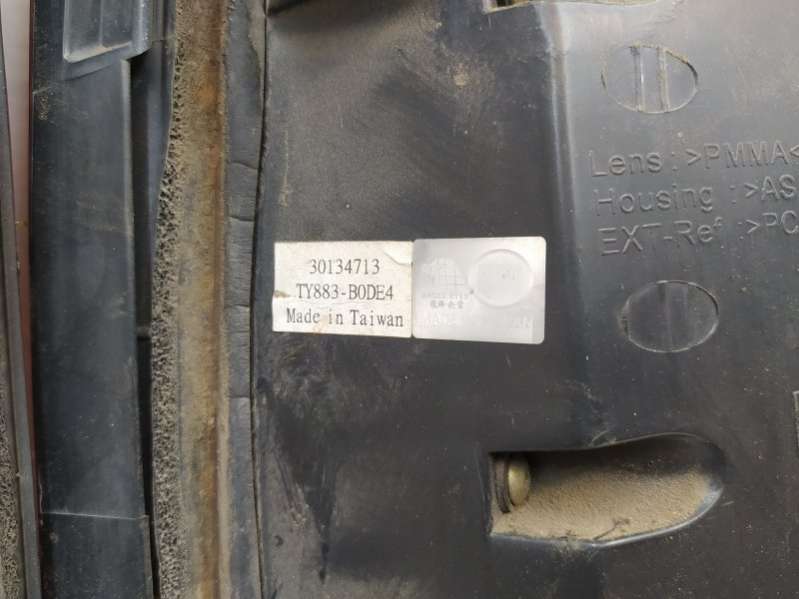 Lens : >PMMA<
Housing : >AS
EXT-Ref >PC
30134713
TY883-B0DE4
Made in Taiwan